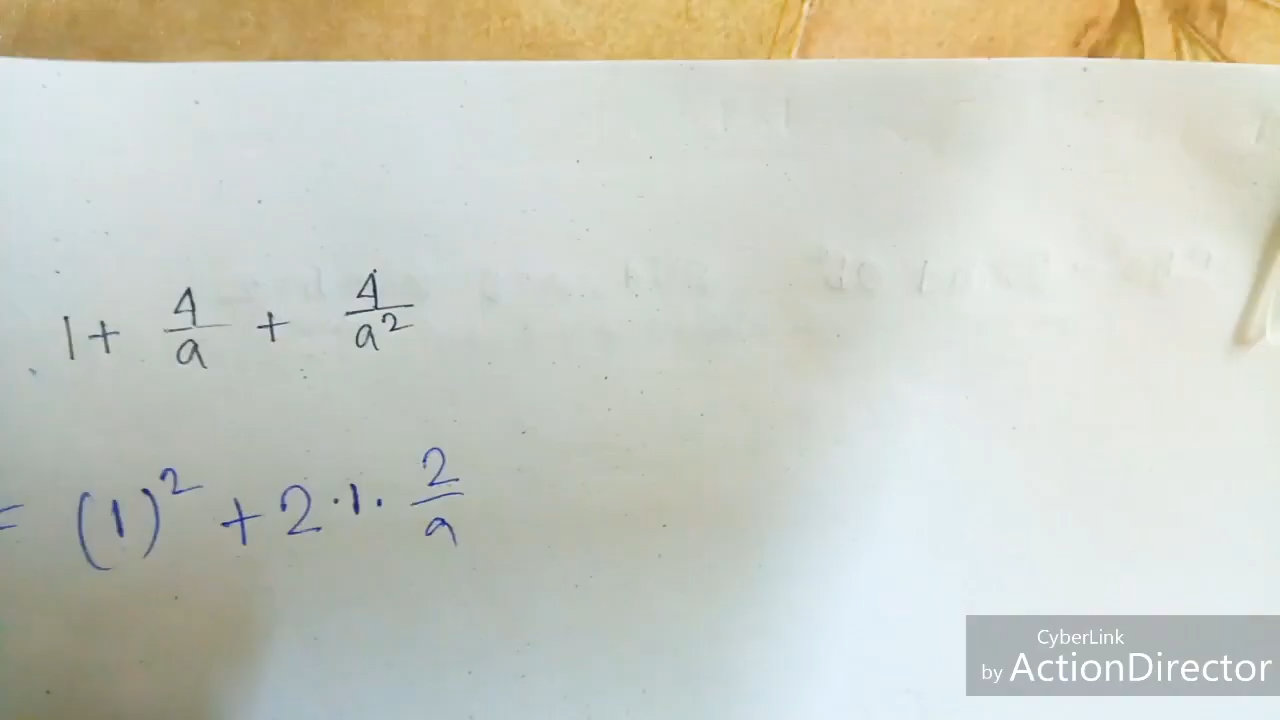 1 + 4/a + 4/a²
= (1)² + 2·1· 2/a
CyberLink
by ActionDirector